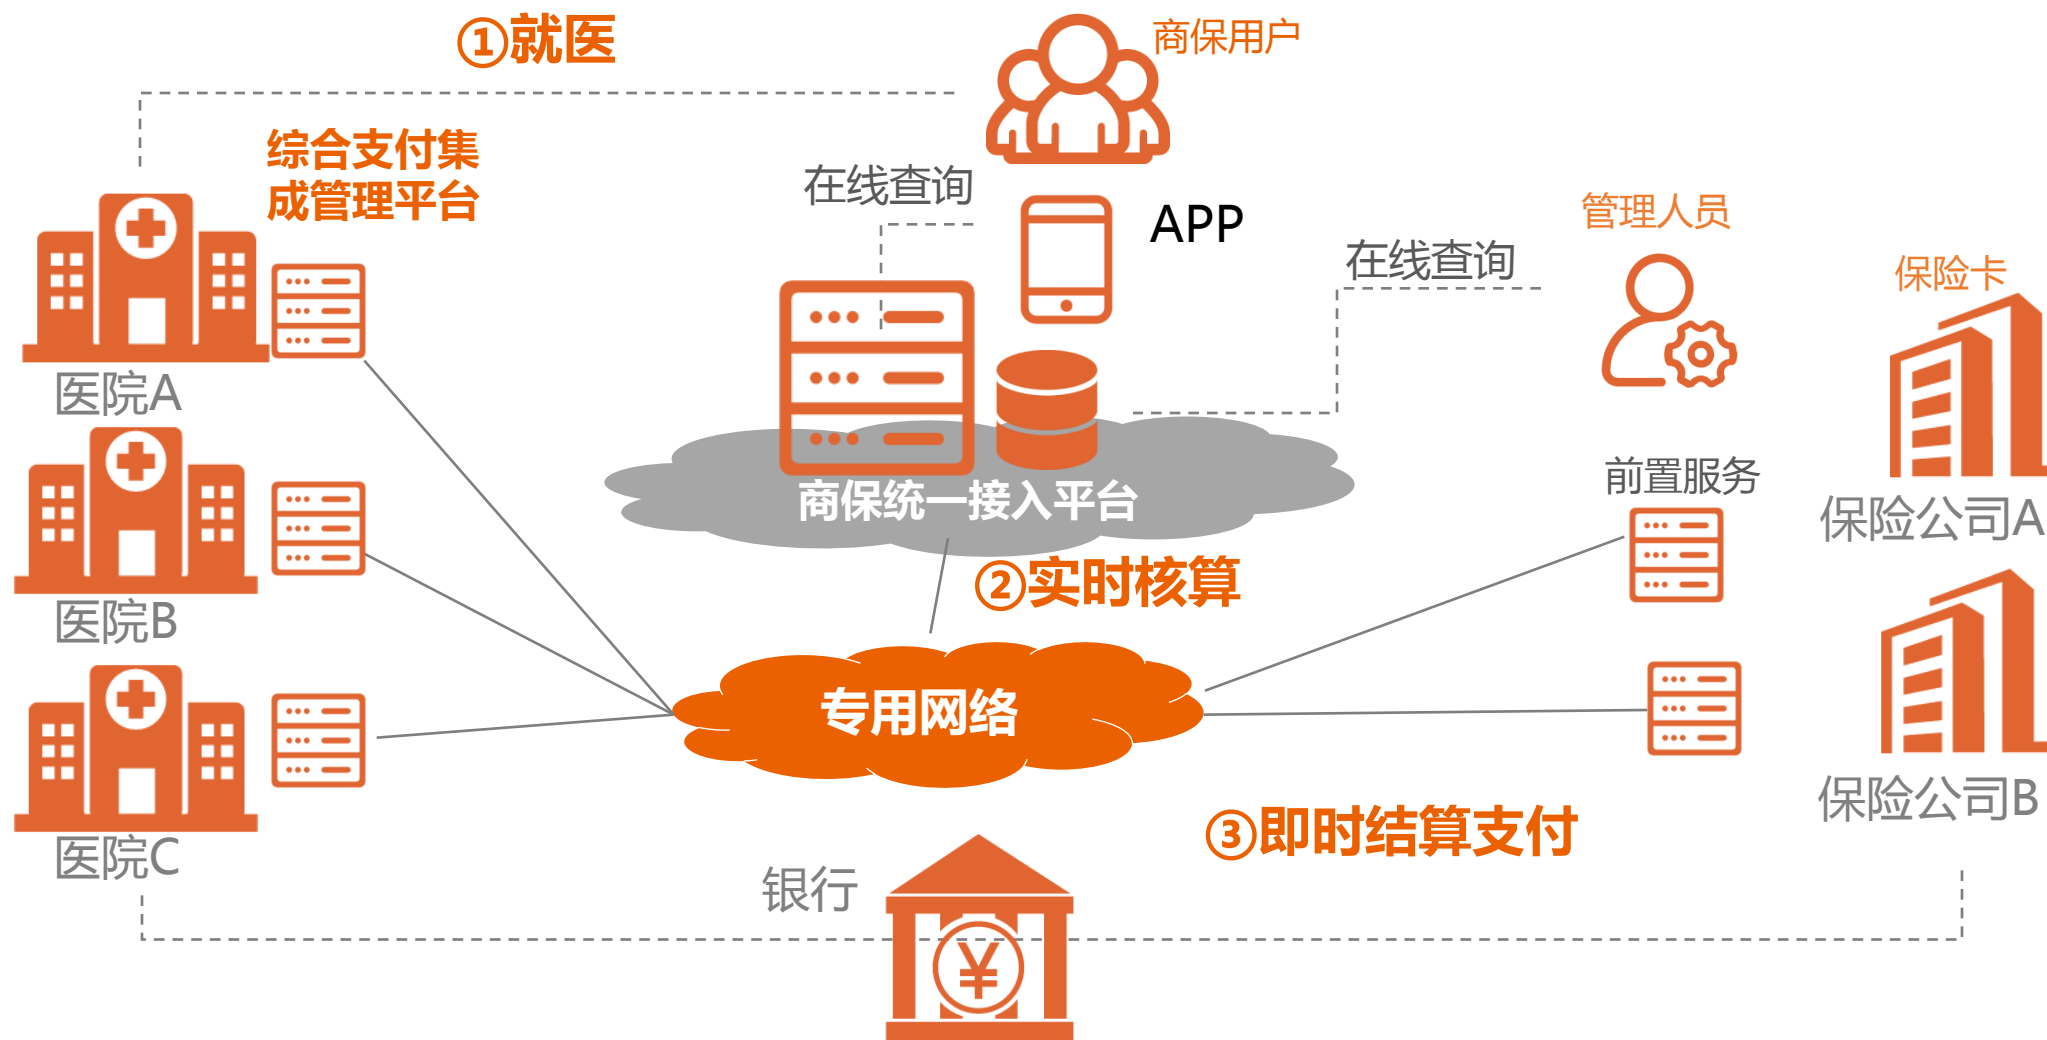 ①就医
商保用户
综合支付集
成管理平台
在线查询
APP
管理人员
在线查询
保险卡
医院A
前置服务
商保统一接入平台
保险公司A
②实时核算
医院B
专用网络
保险公司B
③即时结算支付
医院C
银行
¥